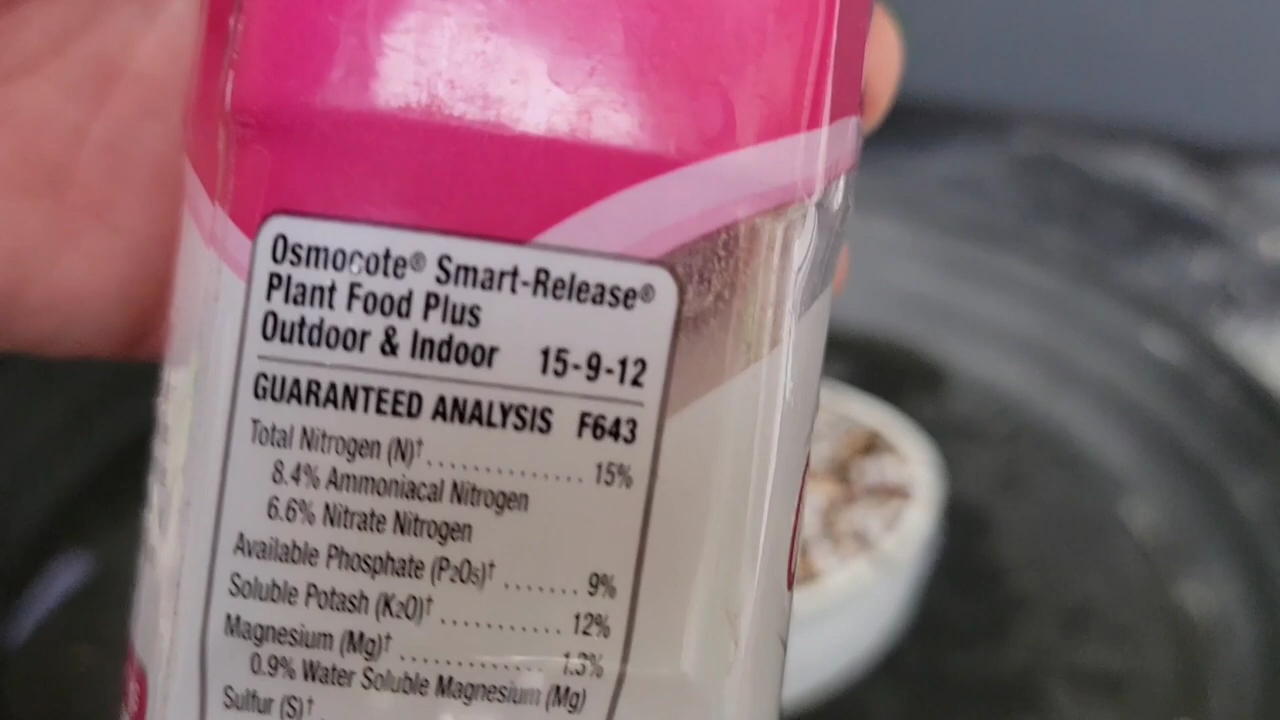 Osmocote® Smart-Release®
Plant Food Plus
Outdoor & Indoor 15-9-12
GUARANTEED ANALYSIS F643
Total Nitrogen (N)† .............. 15%
8.4% Ammoniacal Nitrogen
6.6% Nitrate Nitrogen
Available Phosphate (P₂O₅)† ....... 9%
Soluble Potash (K₂O)† ........... 12%
Magnesium (Mg)† .............. 1.3%
0.9% Water Soluble Magnesium (Mg)
Sulfur (S)†